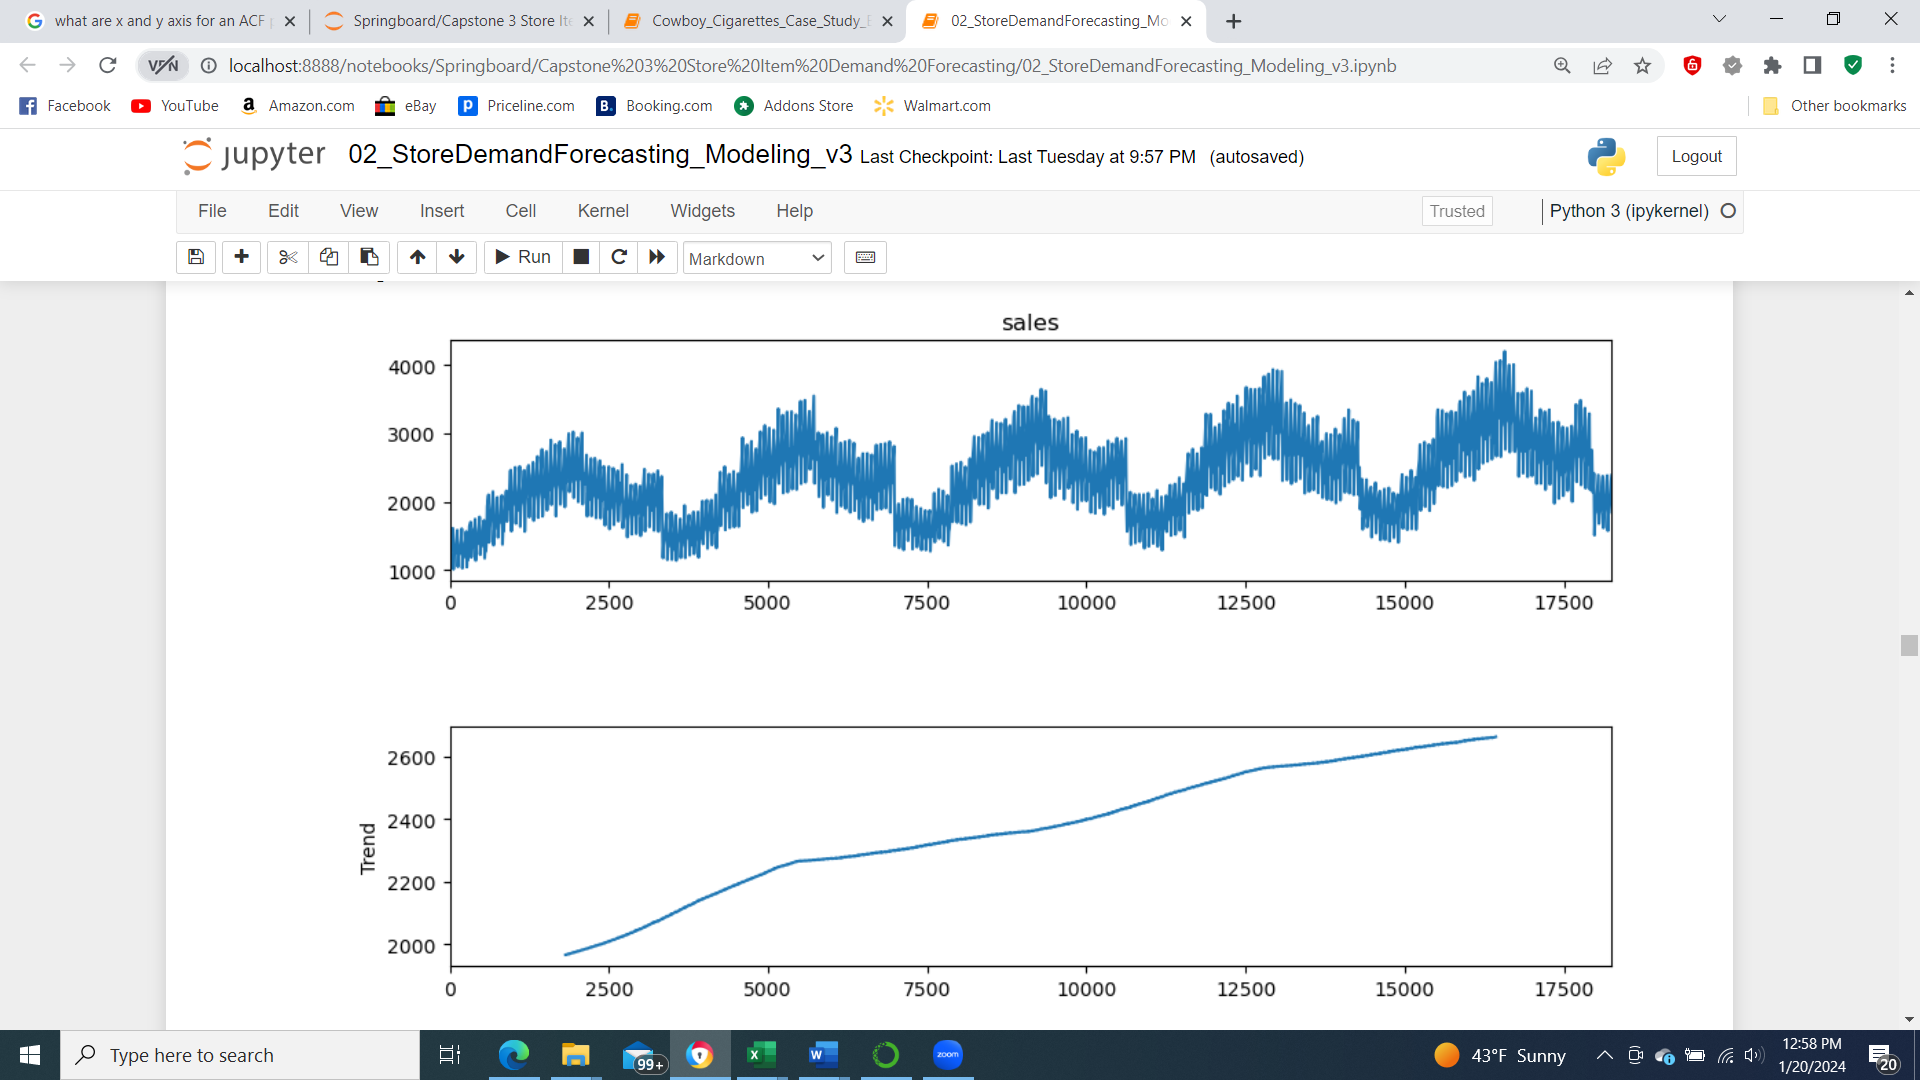 what are x and y axis for an ACF
Springboard/Capstone 3 Store Ite
Cowboy_Cigarettes_Case_Study_
02_StoreDemandForecasting_Mo
VPN
localhost:8888/notebooks/Springboard/Capstone%203%20Store%20Item%20Demand%20Forecasting/02_StoreDemandForecasting_Modeling_v3.ipynb
Facebook
YouTube
Amazon.com
eBay
Priceline.com
Booking.com
Addons Store
Walmart.com
Other bookmarks
jupyter
02_StoreDemandForecasting_Modeling_v3 Last Checkpoint: Last Tuesday at 9:57 PM (autosaved)
Logout
File Edit View Insert Cell Kernel Widgets Help
Trusted
Python 3 (ipykernel)
Run
Markdown
sales
4000
3000
2000
1000
0 2500 5000 7500 10000 12500 15000 17500
Trend
2600
2400
2200
2000
0 2500 5000 7500 10000 12500 15000 17500
Type here to search
99+
zoom
43°F Sunny
12:58 PM
1/20/2024
20